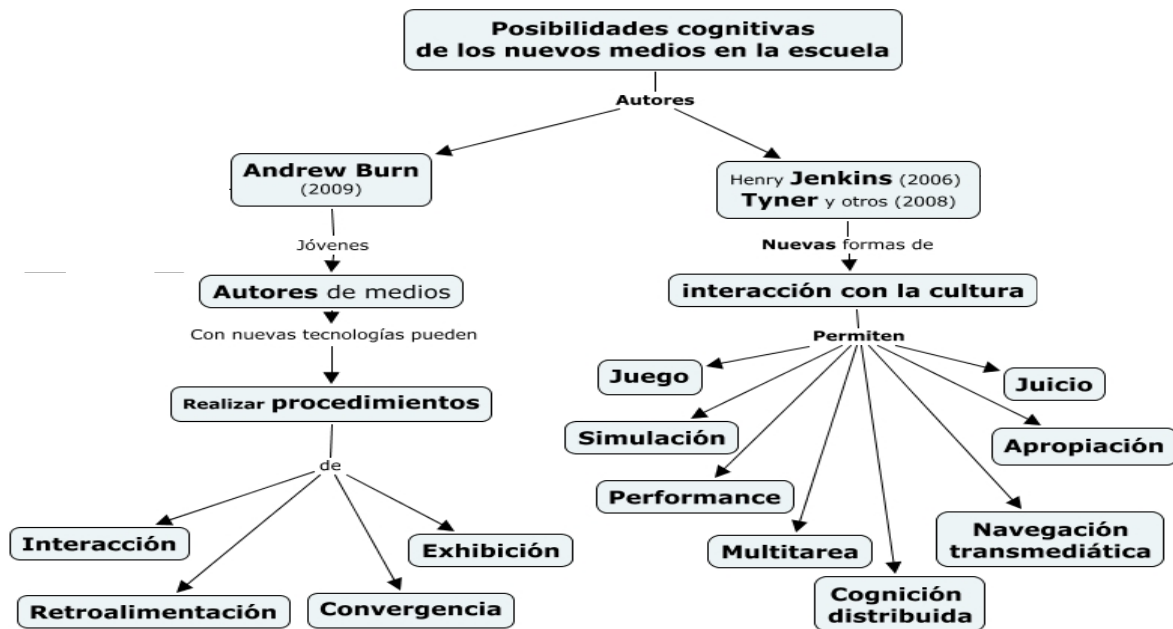 Posibilidades cognitivas
de los nuevos medios en la escuela
Autores
Andrew Burn
(2009)
Henry Jenkins (2006)
Tyner y otros (2008)
Jóvenes
Nuevas formas de
Autores de medios
interacción con la cultura
Con nuevas tecnologías pueden
Permiten
Realizar procedimientos
Juego
Juicio
Simulación
Apropiación
de
Performance
Interacción
Exhibición
Multitarea
Navegación
transmediática
Retroalimentación
Convergencia
Cognición
distribuida